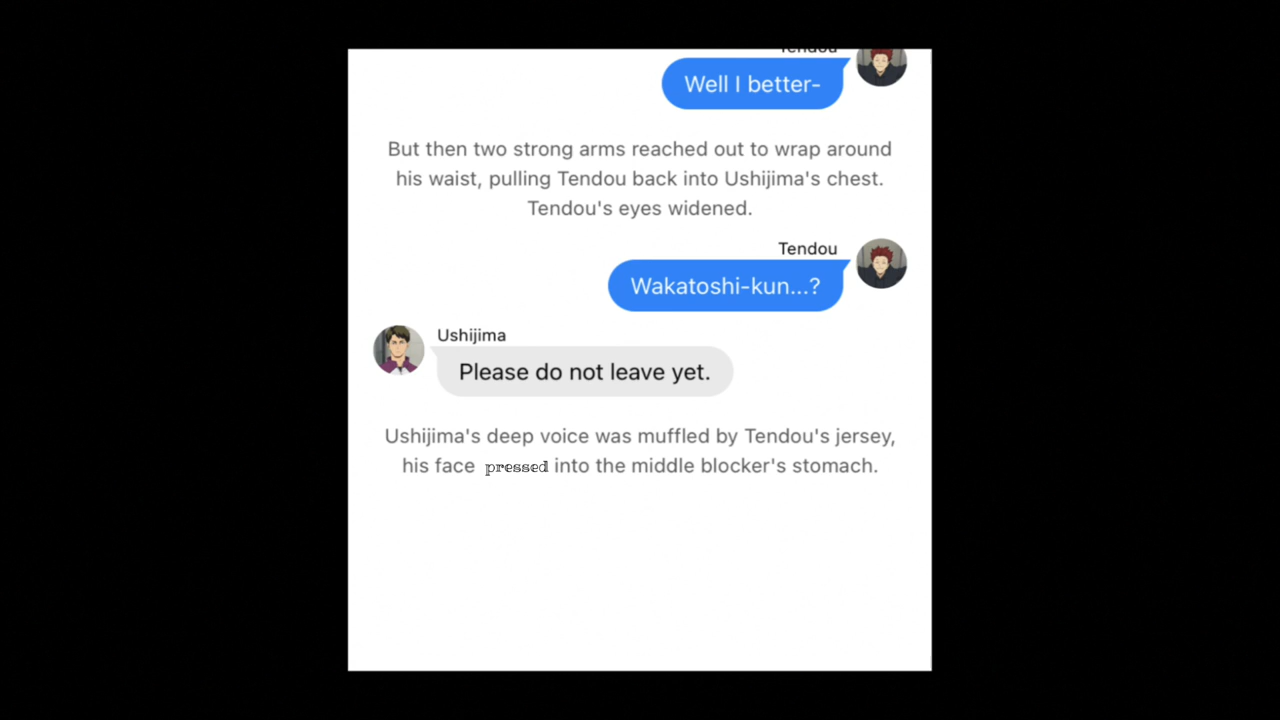 Tendou
Well I better-
But then two strong arms reached out to wrap around
his waist, pulling Tendou back into Ushijima's chest.
Tendou's eyes widened.
Tendou
Wakatoshi-kun...?
Ushijima
Please do not leave yet.
Ushijima's deep voice was muffled by Tendou's jersey,
his face pressed into the middle blocker's stomach.